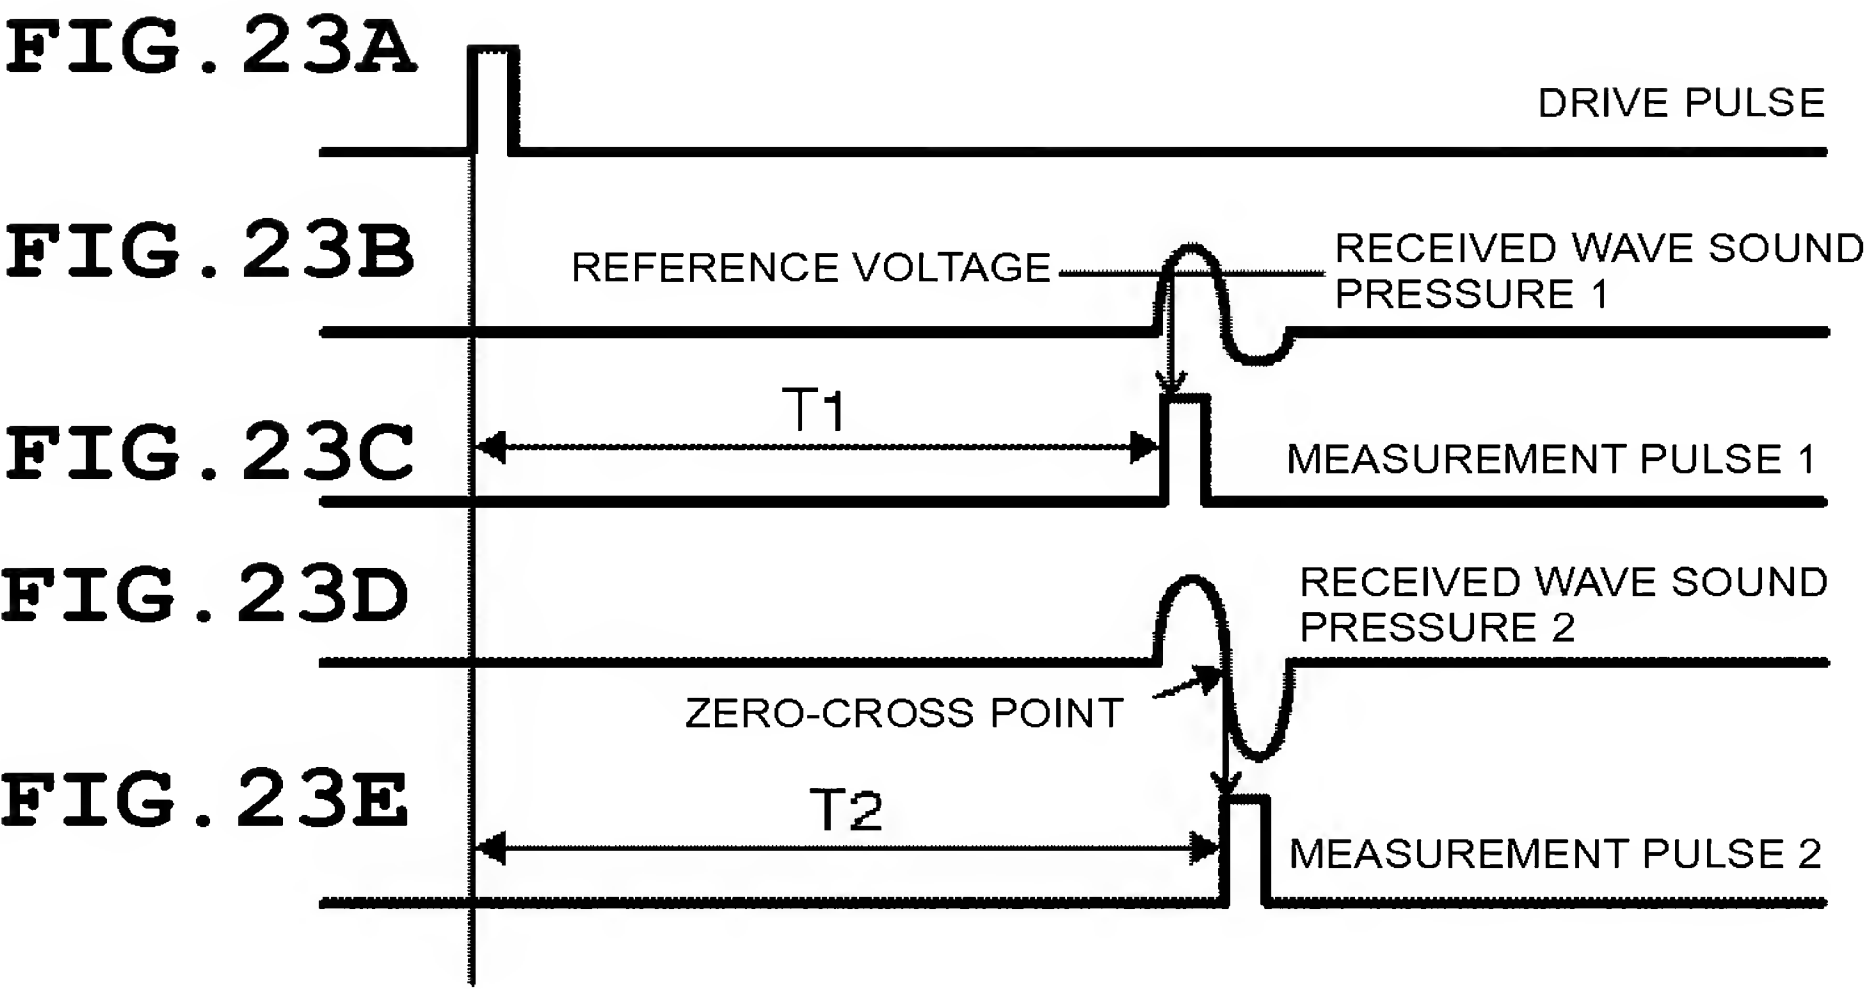 FIG.23A
DRIVE PULSE
FIG.23B
REFERENCE VOLTAGE
RECEIVED WAVE SOUND
PRESSURE 1
T1
FIG.23C
MEASUREMENT PULSE 1
FIG.23D
RECEIVED WAVE SOUND
PRESSURE 2
ZERO-CROSS POINT
FIG.23E
T2
MEASUREMENT PULSE 2